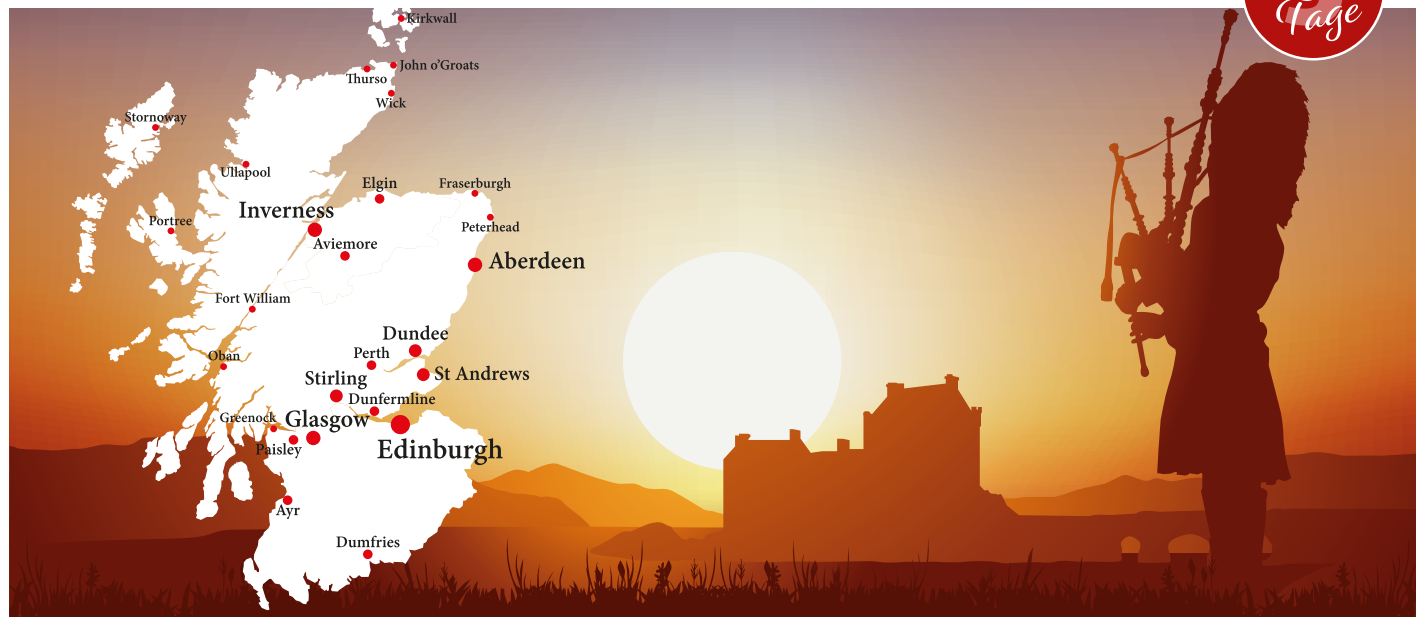 Tage
Kirkwall
John o'Groats
Thurso
Wick
Stornoway
Ullapool
Elgin
Fraserburgh
Inverness
Portree
Peterhead
Aviemore
Aberdeen
Fort William
Dundee
Perth
Oban
St Andrews
Stirling
Dunfermline
Greenock
Glasgow
Paisley
Edinburgh
Ayr
Dumfries